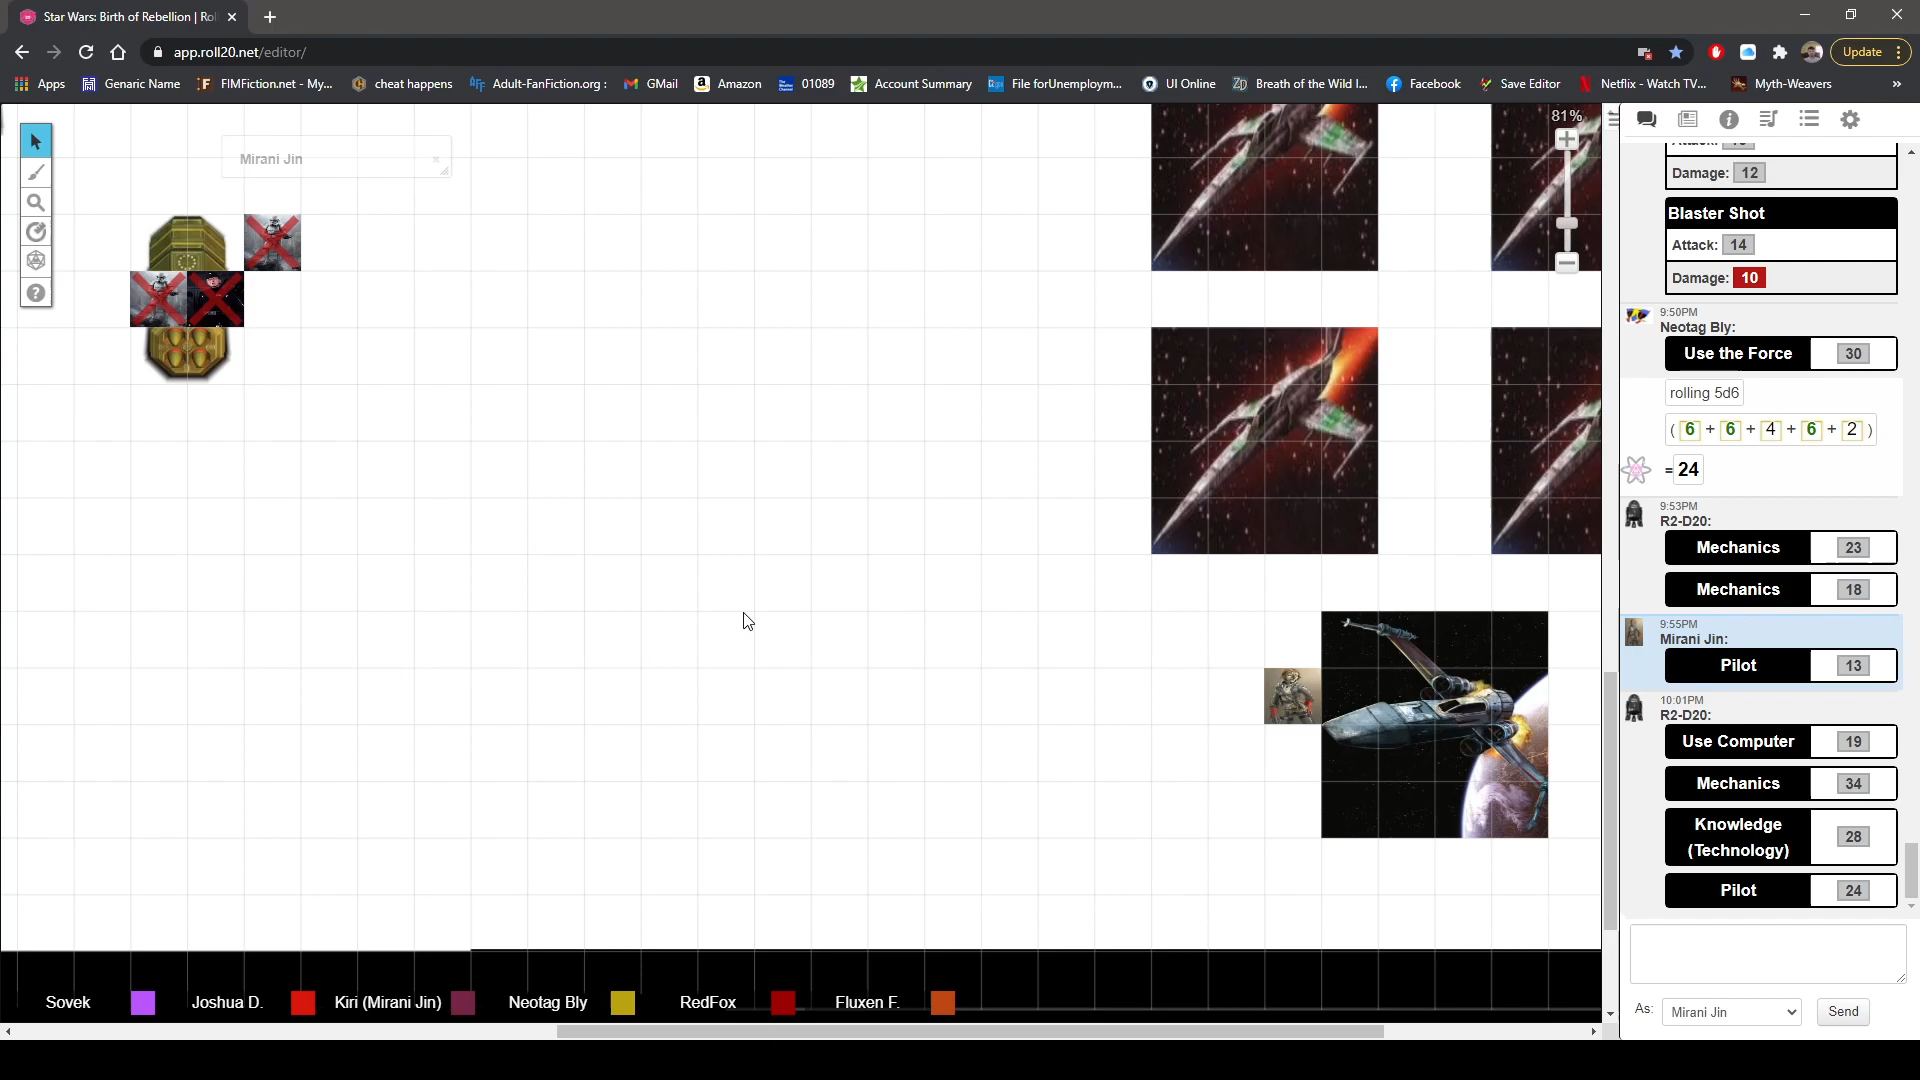 Star Wars: Birth of Rebellion | Rol
app.roll20.net/editor/
Update
Apps
Genaric Name
FIMFiction.net - My...
cheat happens
Adult-FanFiction.org :
GMail
Amazon
01089
Account Summary
File forUnemploym...
UI Online
Breath of the Wild I...
Facebook
Save Editor
Netflix - Watch TV...
Myth-Weavers
»
81%
Mirani Jin
Damage: 12
Blaster Shot
Attack: 14
Damage: 10
9:50PM
Neotag Bly:
Use the Force 30
rolling 5d6
( 6 + 6 + 4 + 6 + 2 )
= 24
9:53PM
R2-D20:
Mechanics 23
Mechanics 18
9:55PM
Mirani Jin:
Pilot 13
10:01PM
R2-D20:
Use Computer 19
Mechanics 34
Knowledge
(Technology) 28
Pilot 24
Sovek
Joshua D.
Kiri (Mirani Jin)
Neotag Bly
RedFox
Fluxen F.
As: Mirani Jin
Send